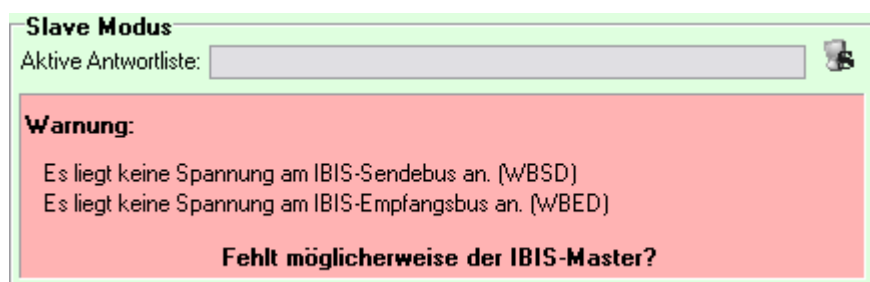 Slave Modus
Aktive Antwortliste:
Warnung:
Es liegt keine Spannung am IBIS-Sendebus an. (WBSD)
Es liegt keine Spannung am IBIS-Empfangsbus an. (WBED)
Fehlt möglicherweise der IBIS-Master?